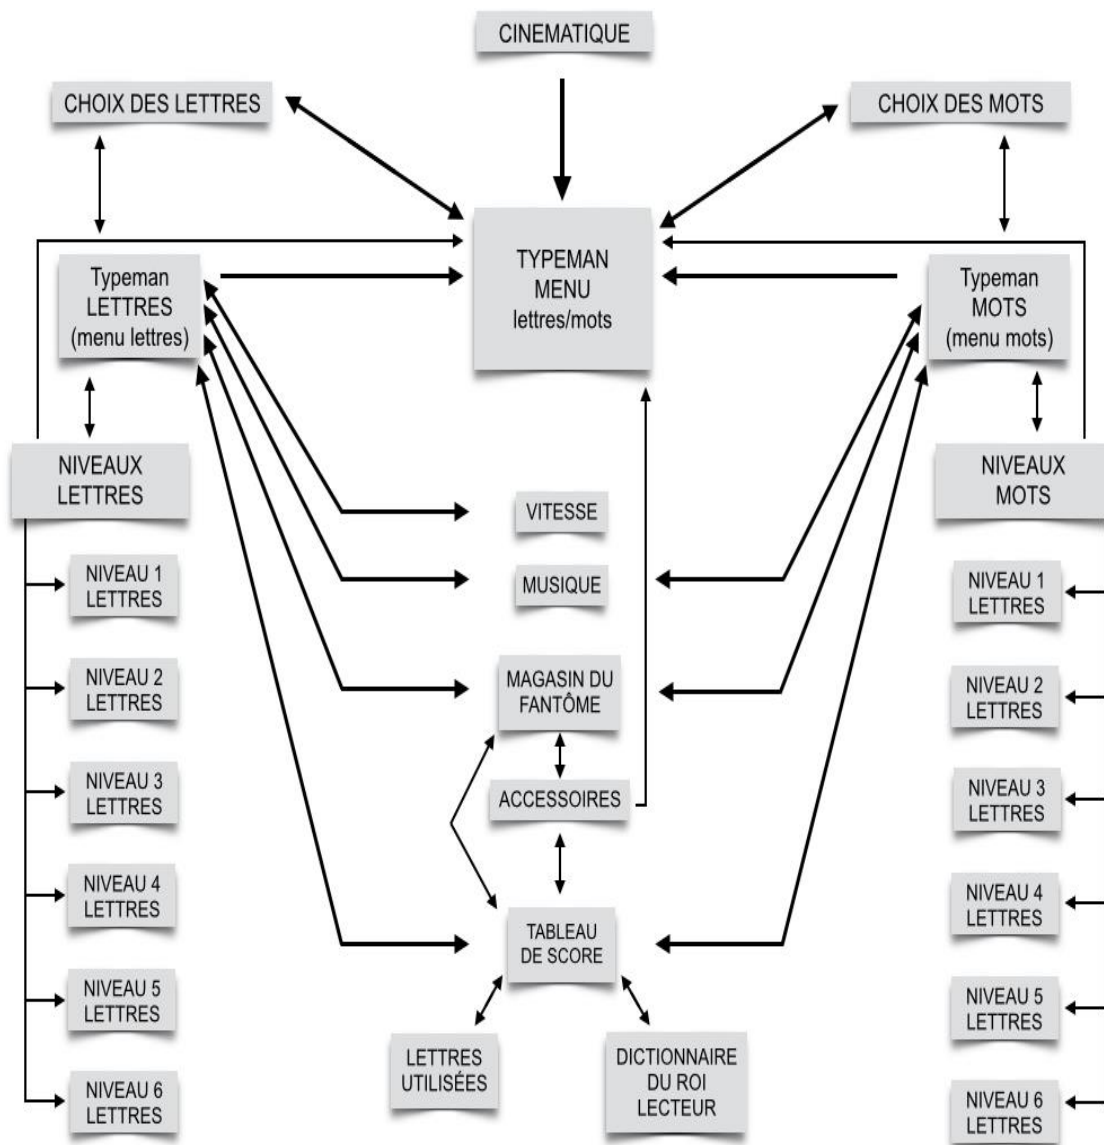 CINEMATIQUE
CHOIX DES LETTRES
CHOIX DES MOTS
TYPEMAN
MENU
lettres/mots
Typeman
LETTRES
(menu lettres)
Typeman
MOTS
(menu mots)
NIVEAUX
LETTRES
NIVEAUX
MOTS
VITESSE
MUSIQUE
MAGASIN DU
FANTÔME
ACCESSOIRES
TABLEAU
DE SCORE
LETTRES
UTILISÉES
DICTIONNAIRE
DU ROI
LECTEUR
NIVEAU 1
LETTRES
NIVEAU 2
LETTRES
NIVEAU 3
LETTRES
NIVEAU 4
LETTRES
NIVEAU 5
LETTRES
NIVEAU 6
LETTRES
NIVEAU 1
LETTRES
NIVEAU 2
LETTRES
NIVEAU 3
LETTRES
NIVEAU 4
LETTRES
NIVEAU 5
LETTRES
NIVEAU 6
LETTRES